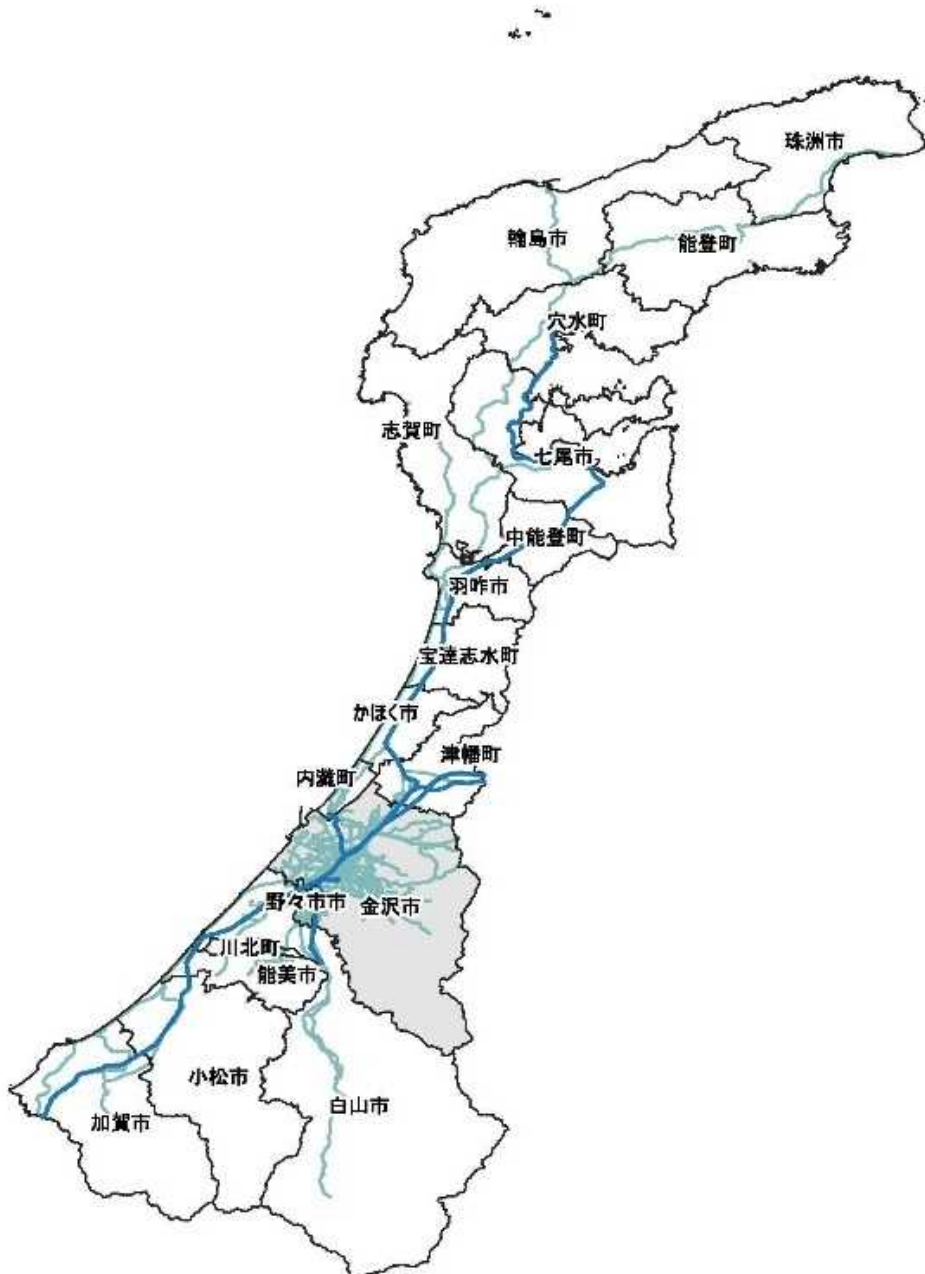 珠洲市
輪島市
能登町
穴水町
志賀町
七尾市
中能登町
羽咋市
宝達志水町
かほく市
津幡町
内灘町
野々市市
金沢市
川北町
能美市
小松市
白山市
加賀市